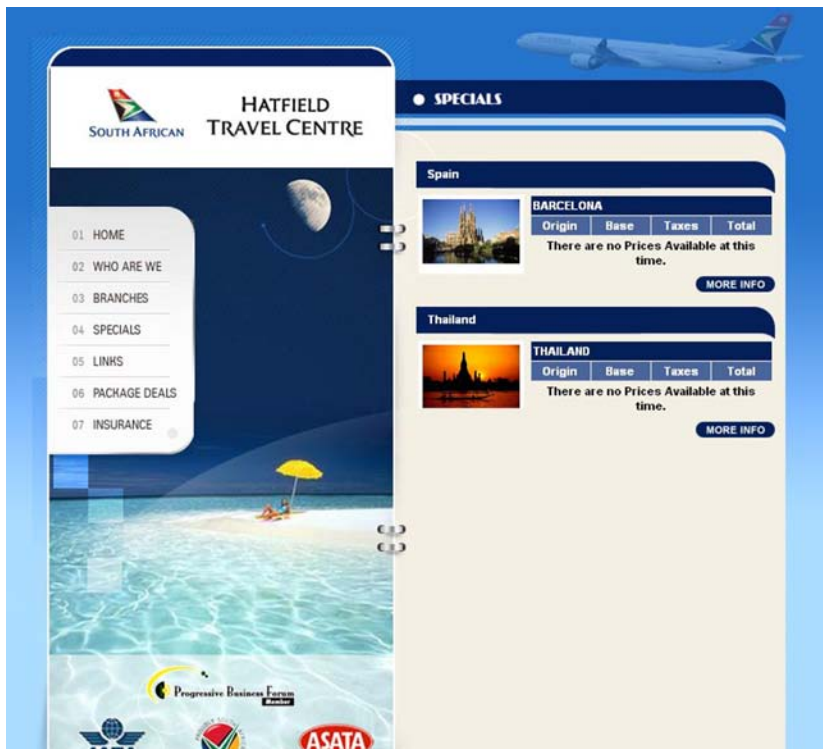 SOUTH AFRICAN
HATFIELD
TRAVEL CENTRE
01 HOME
02 WHO ARE WE
03 BRANCHES
04 SPECIALS
05 LINKS
06 PACKAGE DEALS
07 INSURANCE
Progressive Business Forum
Member
ASATA
SPECIALS
Spain
BARCELONA
Origin Base Taxes Total
There are no Prices Available at this
time.
MORE INFO
Thailand
THAILAND
Origin Base Taxes Total
There are no Prices Available at this
time.
MORE INFO